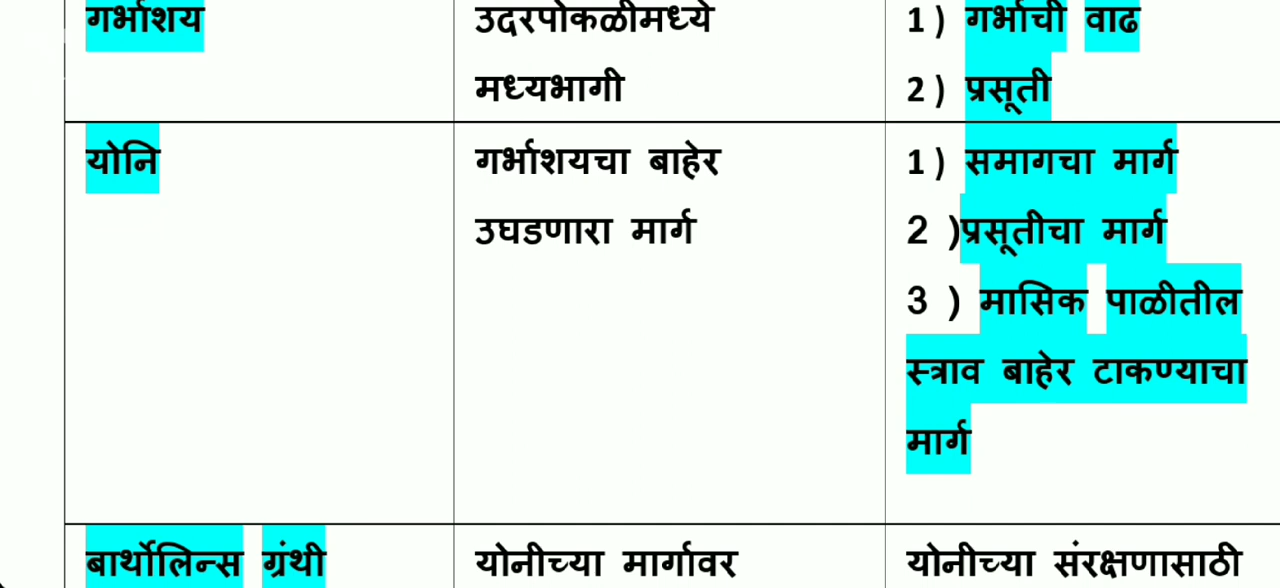 गर्भाशय उदरपोकळीमध्ये 1) गर्भाची वाढ
मध्यभागी 2) प्रसूती
योनि गर्भाशयचा बाहेर 1) समागचा मार्ग
उघडणारा मार्ग 2 )प्रसूतीचा मार्ग
3 ) मासिक पाळीतील
स्त्राव बाहेर टाकण्याचा
मार्ग
बार्थोलिन्स ग्रंथी योनीच्या मार्गावर योनीच्या संरक्षणासाठी